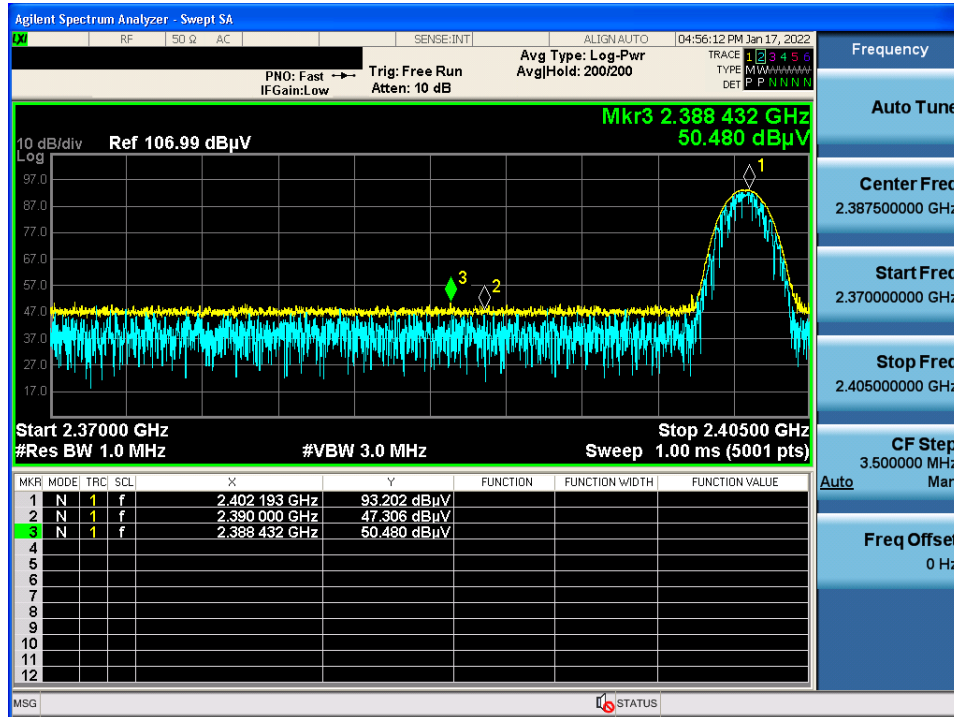 Agilent Spectrum Analyzer - Swept SA
LXI RF 50 Ω AC SENSE:INT ALIGN AUTO 04:56:12 PM Jan 17, 2022
PNO: Fast Trig: Free Run Avg Type: Log-Pwr TRACE 1 2 3 4 5 6
IFGain:Low Atten: 10 dB Avg|Hold: 200/200 TYPE M W W W W W
DET P P N N N N
Frequency
Auto Tune
Center Freq
2.387500000 GHz
Start Freq
2.370000000 GHz
Stop Freq
2.405000000 GHz
CF Step
3.500000 MHz
Auto Man
Freq Offset
0 Hz
Mkr3 2.388 432 GHz
50.480 dBµV
10 dB/div Ref 106.99 dBµV
Log
97.0
87.0
77.0
67.0
57.0
47.0
37.0
27.0
17.0
1
3
2
Start 2.37000 GHz Stop 2.40500 GHz
#Res BW 1.0 MHz #VBW 3.0 MHz Sweep 1.00 ms (5001 pts)
MKR MODE TRC SCL X Y FUNCTION FUNCTION WIDTH FUNCTION VALUE
1 N 1 f 2.402 193 GHz 93.202 dBµV
2 N 1 f 2.390 000 GHz 47.306 dBµV
3 N 1 f 2.388 432 GHz 50.480 dBµV
4
5
6
7
8
9
10
11
12
MSG STATUS